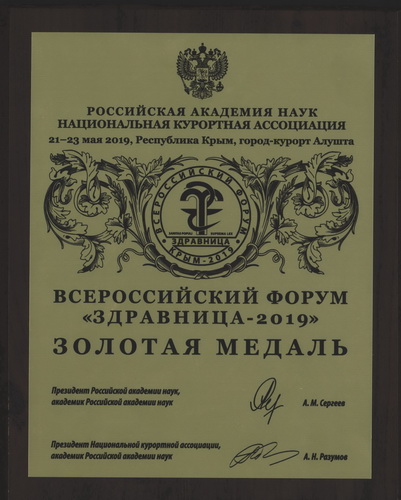 РОССИЙСКАЯ АКАДЕМИЯ НАУК
НАЦИОНАЛЬНАЯ КУРОРТНАЯ АССОЦИАЦИЯ
21–23 мая 2019, Республика Крым, город-курорт Алушта
ВСЕРОССИЙСКИЙ ФОРУМ
ЗДРАВНИЦА
КРЫМ-2019
ВСЕРОССИЙСКИЙ ФОРУМ
«ЗДРАВНИЦА-2019»
ЗОЛОТАЯ МЕДАЛЬ
Президент Российской академии наук,
академик Российской академии наук
А. М. Сергеев
Президент Национальной курортной ассоциации,
академик Российской академии наук
А. Н. Разумов